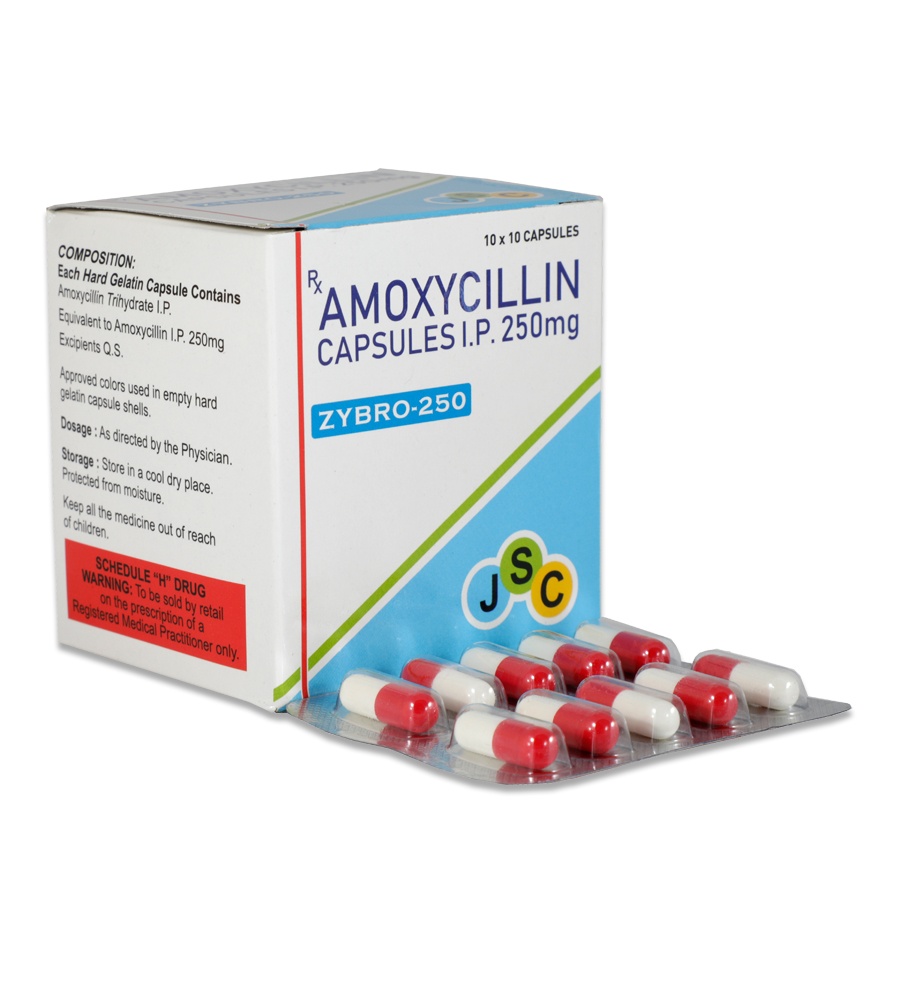 AMOXYCILLIN
JSC
COMPOSITION:
Each Hard Gelatin Capsule Contains
Amoxycillin Trihydrate I.P.
Equivalent to Amoxycillin I.P. 250mg
Excipients Q.S.
Approved colors used in empty hard
gelatin capsule shells.
Dosage : As directed by the Physician.
Storage : Store in a cool dry place.
Protected from moisture.
Keep all the medicine out of reach
of children.
SCHEDULE "H" DRUG
WARNING: To be sold by retail
on the prescription of a
Registered Medical Practitioner only.
10 x 10 CAPSULES
Rx
AMOXYCILLIN
CAPSULES I.P. 250mg
ZYBRO-250
JSC